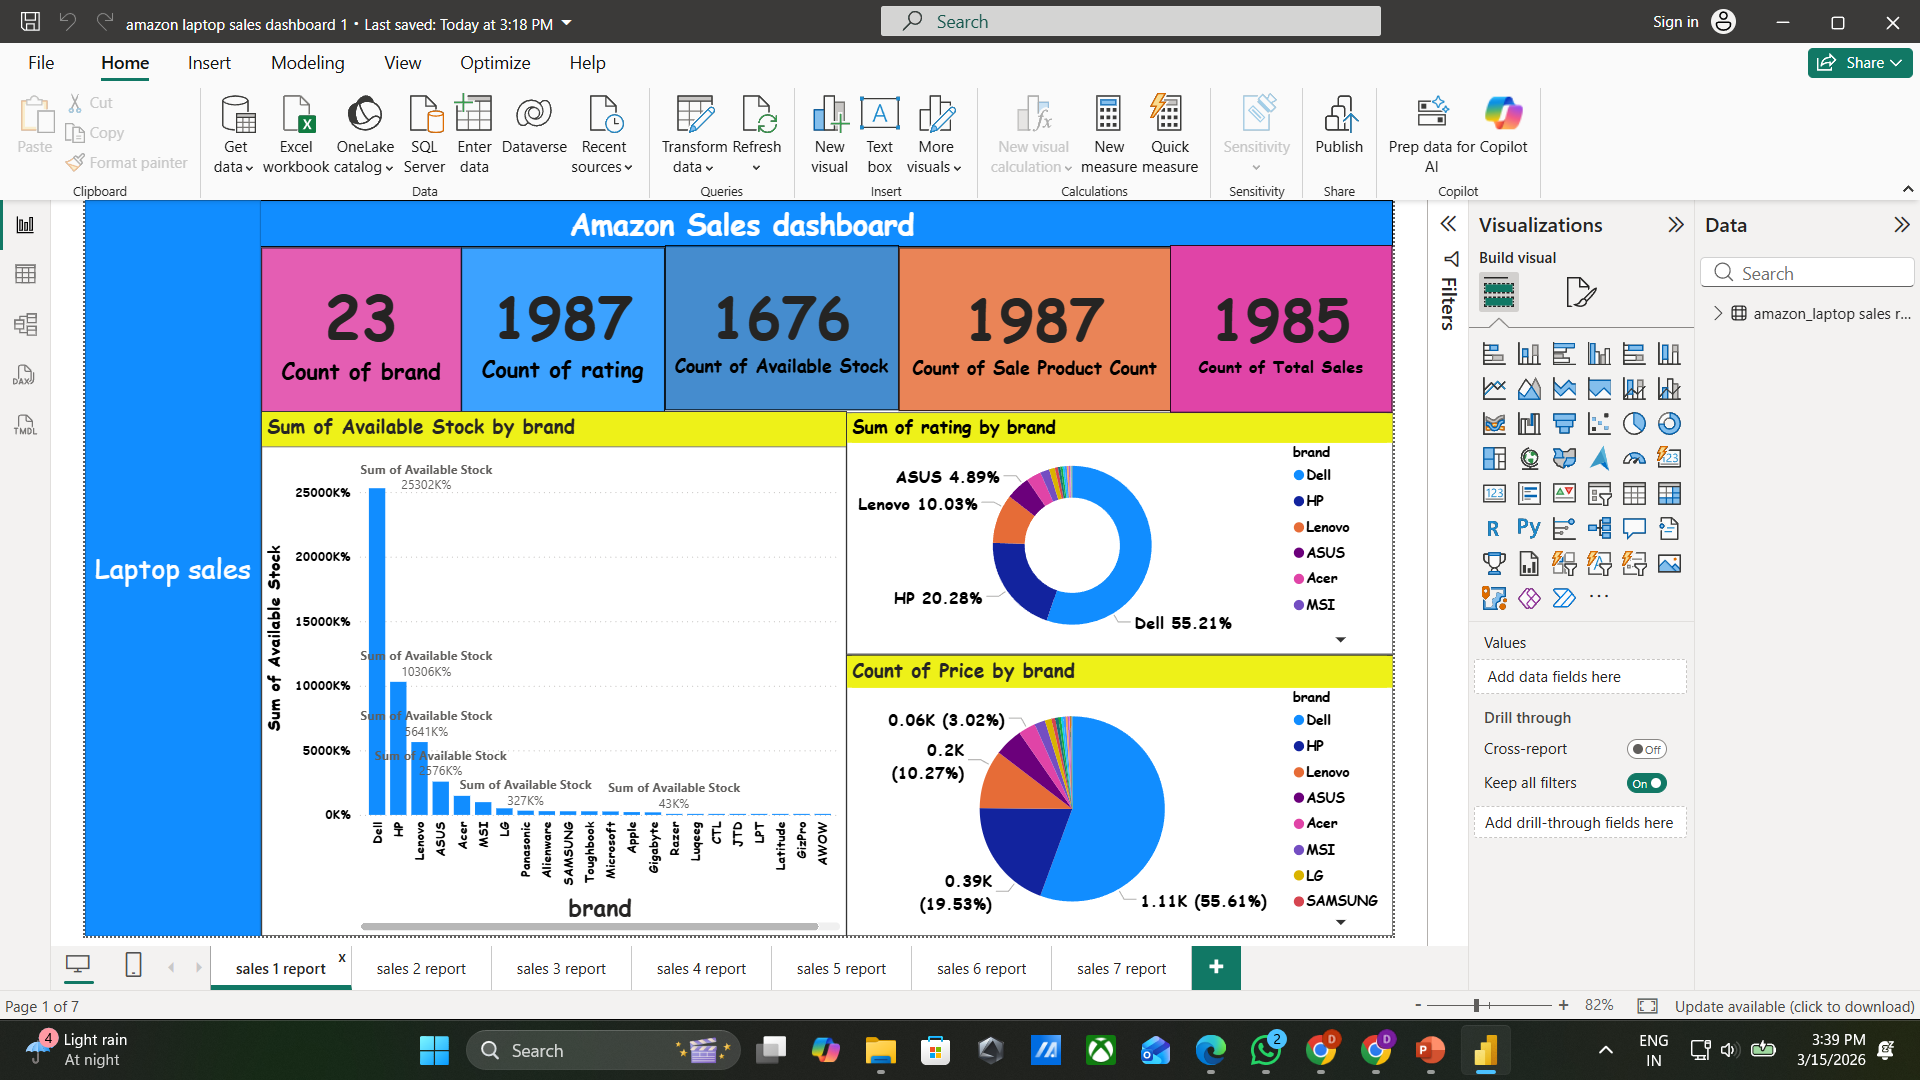 amazon laptop sales dashboard 1 • Last saved: Today at 3:18 PM
Search
Sign in
File
Home
Insert
Modeling
View
Optimize
Help
Share
Paste
Cut
Copy
Format painter
Clipboard
Get data
Excel workbook
OneLake catalog
SQL Server
Enter data
Dataverse
Recent sources
Data
Transform data
Refresh
Queries
New visual
Text box
More visuals
Insert
New visual calculation
New measure
Quick measure
Calculations
Sensitivity
Sensitivity
Publish
Share
Prep data for AI
Copilot
Copilot
Amazon Sales dashboard
Laptop sales
23
Count of brand
1987
Count of rating
1676
Count of Available Stock
1987
Count of Sale Product Count
1985
Count of Total Sales
Sum of Available Stock by brand
Sum of Available Stock
25000K%
20000K%
15000K%
10000K%
5000K%
0K%
Sum of Available Stock
25302K%
Sum of Available Stock
10306K%
Sum of Available Stock
5641K%
Sum of Available Stock
2576K%
Sum of Available Stock
327K%
Sum of Available Stock
43K%
Dell
HP
Lenovo
ASUS
Acer
MSI
LG
Panasonic
Alienware
SAMSUNG
Toughbook
Microsoft
Apple
Gigabyte
Razer
Luqeeg
CTL
JTD
LPT
Latitude
GizPro
AWOW
brand
Sum of rating by brand
ASUS 4.89%
Lenovo 10.03%
HP 20.28%
Dell 55.21%
brand
Dell
HP
Lenovo
ASUS
Acer
MSI
Count of Price by brand
0.06K (3.02%)
0.2K
(10.27%)
0.39K
(19.53%)
1.11K (55.61%)
brand
Dell
HP
Lenovo
ASUS
Acer
MSI
LG
SAMSUNG
DAX
TMDL
Filters
Visualizations
Build visual
123
123
R
Py
Values
Add data fields here
Drill through
Cross-report
Off
Keep all filters
On
Add drill-through fields here
Data
Search
amazon_laptop sales r...
sales 1 report
x
sales 2 report
sales 3 report
sales 4 report
sales 5 report
sales 6 report
sales 7 report
+
Page 1 of 7
-
+
82%
Update available (click to download)
4
Light rain
At night
Search
2
D
D
P
ENG
IN
3:39 PM
3/15/2026